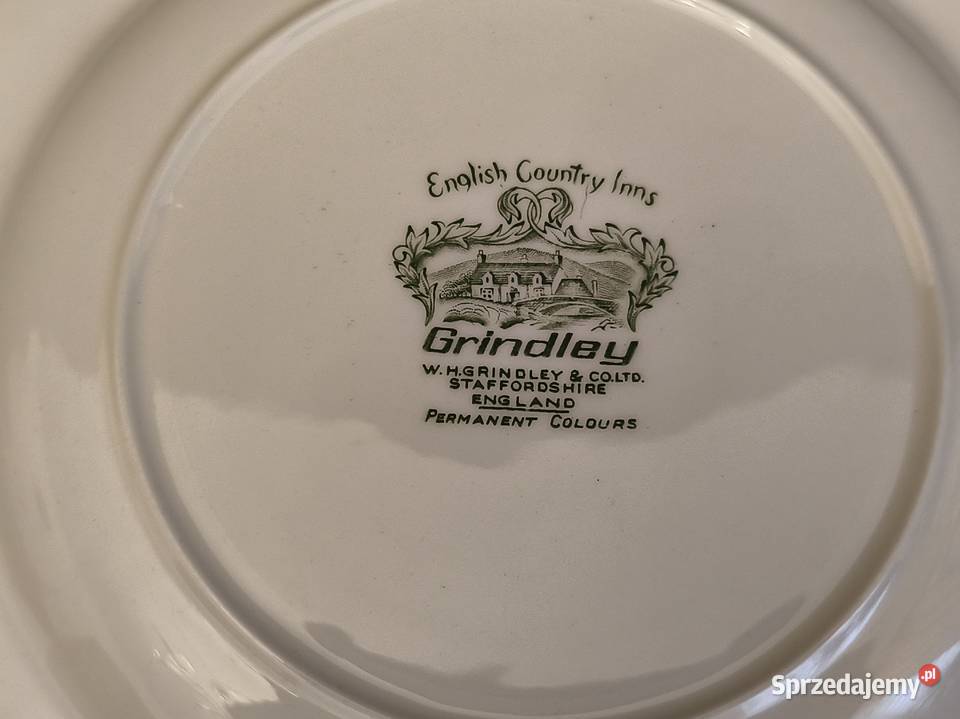 English Country Inns
Grindley
W.H.GRINDLEY & CO.LTD.
STAFFORDSHIRE
ENGLAND
PERMANENT COLOURS
Sprzedajemy.pl